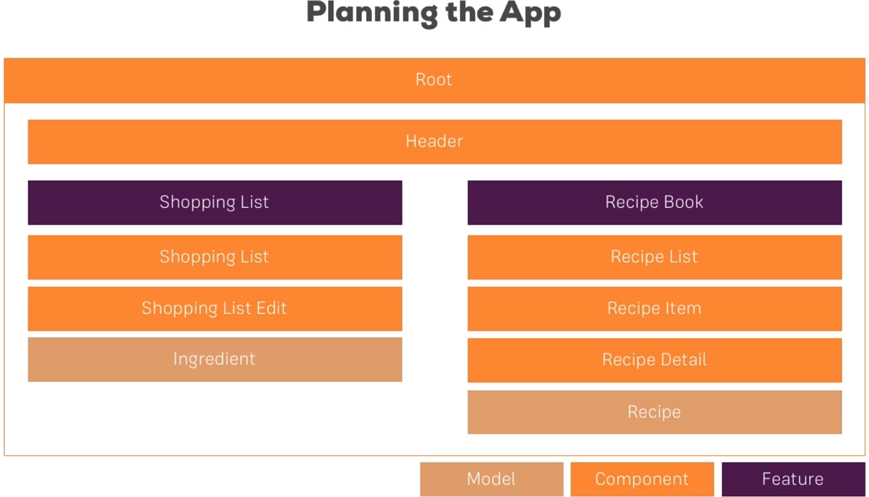 Planning the App
Root
Header
Shopping List
Shopping List
Shopping List Edit
Ingredient
Recipe Book
Recipe List
Recipe Item
Recipe Detail
Recipe
Model
Component
Feature